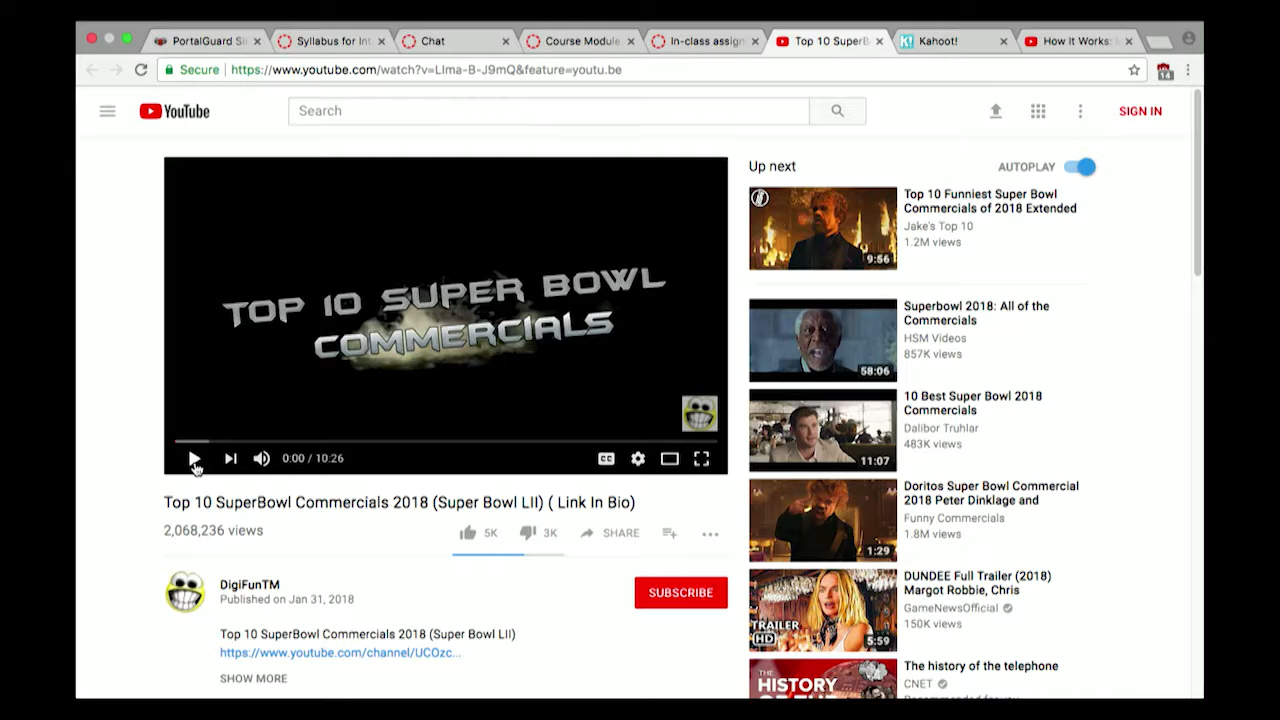 PortalGuard Si
Syllabus for Int
Chat
Course Module
In-class assign
Top 10 SuperB
K! Kahoot!
How It Works: I
Secure https://www.youtube.com/watch?v=LIma-B-J9mQ&feature=youtu.be
14
YouTube
Search
SIGN IN
TOP 10 SUPER BOWL
COMMERCIALS
0:00 / 10:26
CC
Top 10 SuperBowl Commercials 2018 (Super Bowl LII) ( Link In Bio)
2,068,236 views
5K
3K
SHARE
DigiFunTM
Published on Jan 31, 2018
SUBSCRIBE
Top 10 SuperBowl Commercials 2018 (Super Bowl LII)
https://www.youtube.com/channel/UCOzc...
SHOW MORE
Up next
AUTOPLAY
9:56
Top 10 Funniest Super Bowl
Commercials of 2018 Extended
Jake's Top 10
1.2M views
58:06
Superbowl 2018: All of the
Commercials
HSM Videos
857K views
11:07
10 Best Super Bowl 2018
Commercials
Dalibor Truhlar
483K views
1:29
Doritos Super Bowl Commercial
2018 Peter Dinklage and
Funny Commercials
1.8M views
TRAILER
HD
5:59
DUNDEE Full Trailer (2018)
Margot Robbie, Chris
GameNewsOfficial
150K views
THE
HISTORY
The history of the telephone
CNET